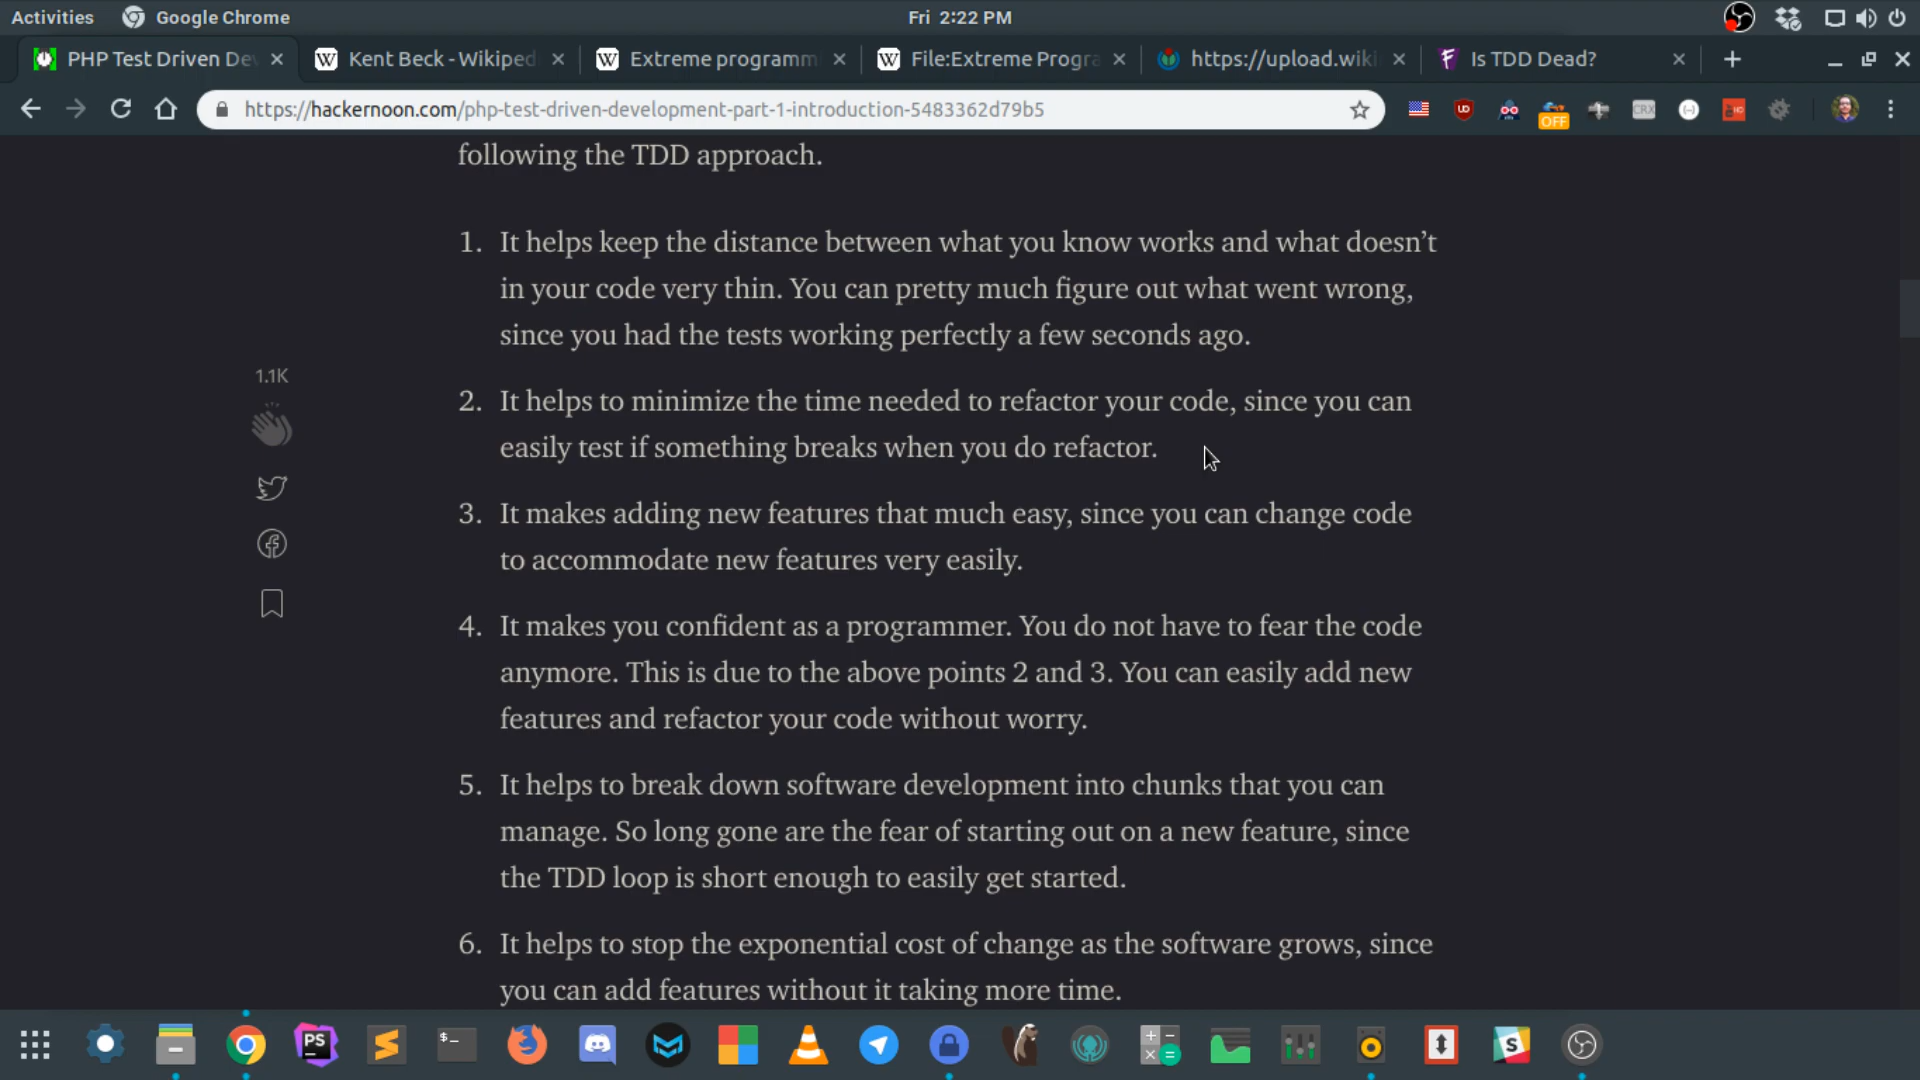 Activities Google Chrome Fri 2:22 PM
PHP Test Driven De Kent Beck - Wikiped Extreme programm File:Extreme Progra https://upload.wiki Is TDD Dead?
https://hackernoon.com/php-test-driven-development-part-1-introduction-5483362d79b5
OFF
CRX
following the TDD approach.
1. It helps keep the distance between what you know works and what doesn’t
in your code very thin. You can pretty much figure out what went wrong,
since you had the tests working perfectly a few seconds ago.
1.1K
2. It helps to minimize the time needed to refactor your code, since you can
easily test if something breaks when you do refactor.
3. It makes adding new features that much easy, since you can change code
to accommodate new features very easily.
4. It makes you confident as a programmer. You do not have to fear the code
anymore. This is due to the above points 2 and 3. You can easily add new
features and refactor your code without worry.
5. It helps to break down software development into chunks that you can
manage. So long gone are the fear of starting out on a new feature, since
the TDD loop is short enough to easily get started.
6. It helps to stop the exponential cost of change as the software grows, since
you can add features without it taking more time.
PS